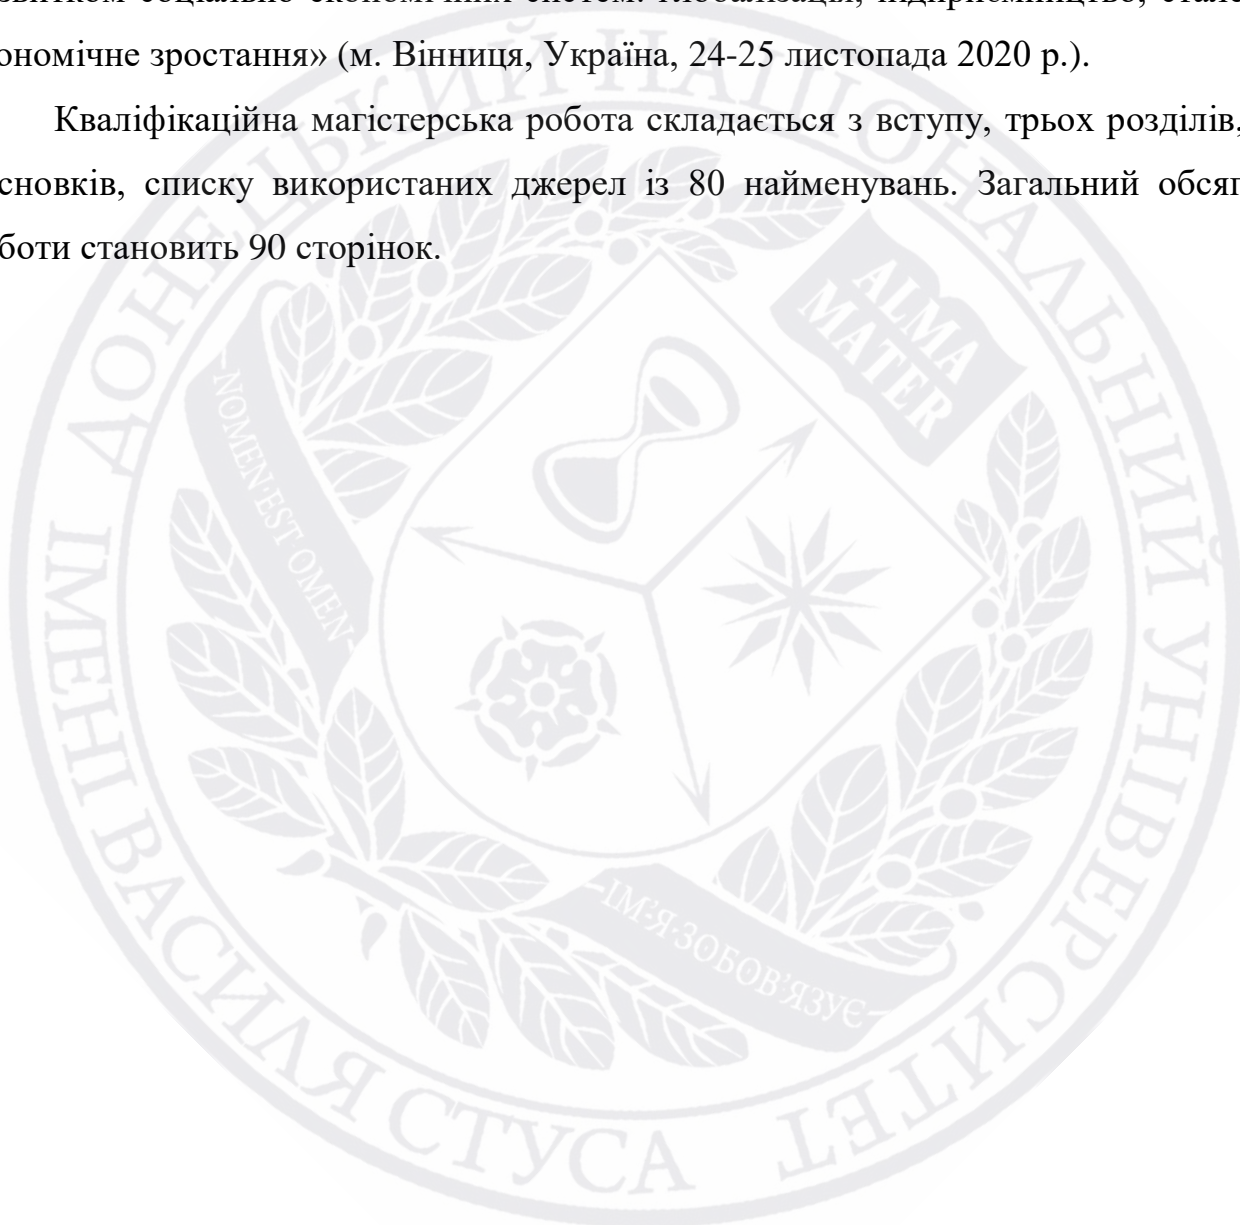 ономічне зростання» (м. Вінниця, Україна, 24-25 листопада 2020 р.).
Кваліфікаційна магістерська робота складається з вступу, трьох розділів,
сновків, списку використаних джерел із 80 найменувань. Загальний обсяг
боти становить 90 сторінок.
ДОНЕЦЬКИЙ НАЦІОНАЛЬНИЙ УНІВЕРСИТЕТ
ІМЕНІ ВАСИЛЯ СТУСА
ALMA
MATER
NOMEN·EST·OMEN
ІМ'Я·ЗОБОВ'ЯЗУЄ